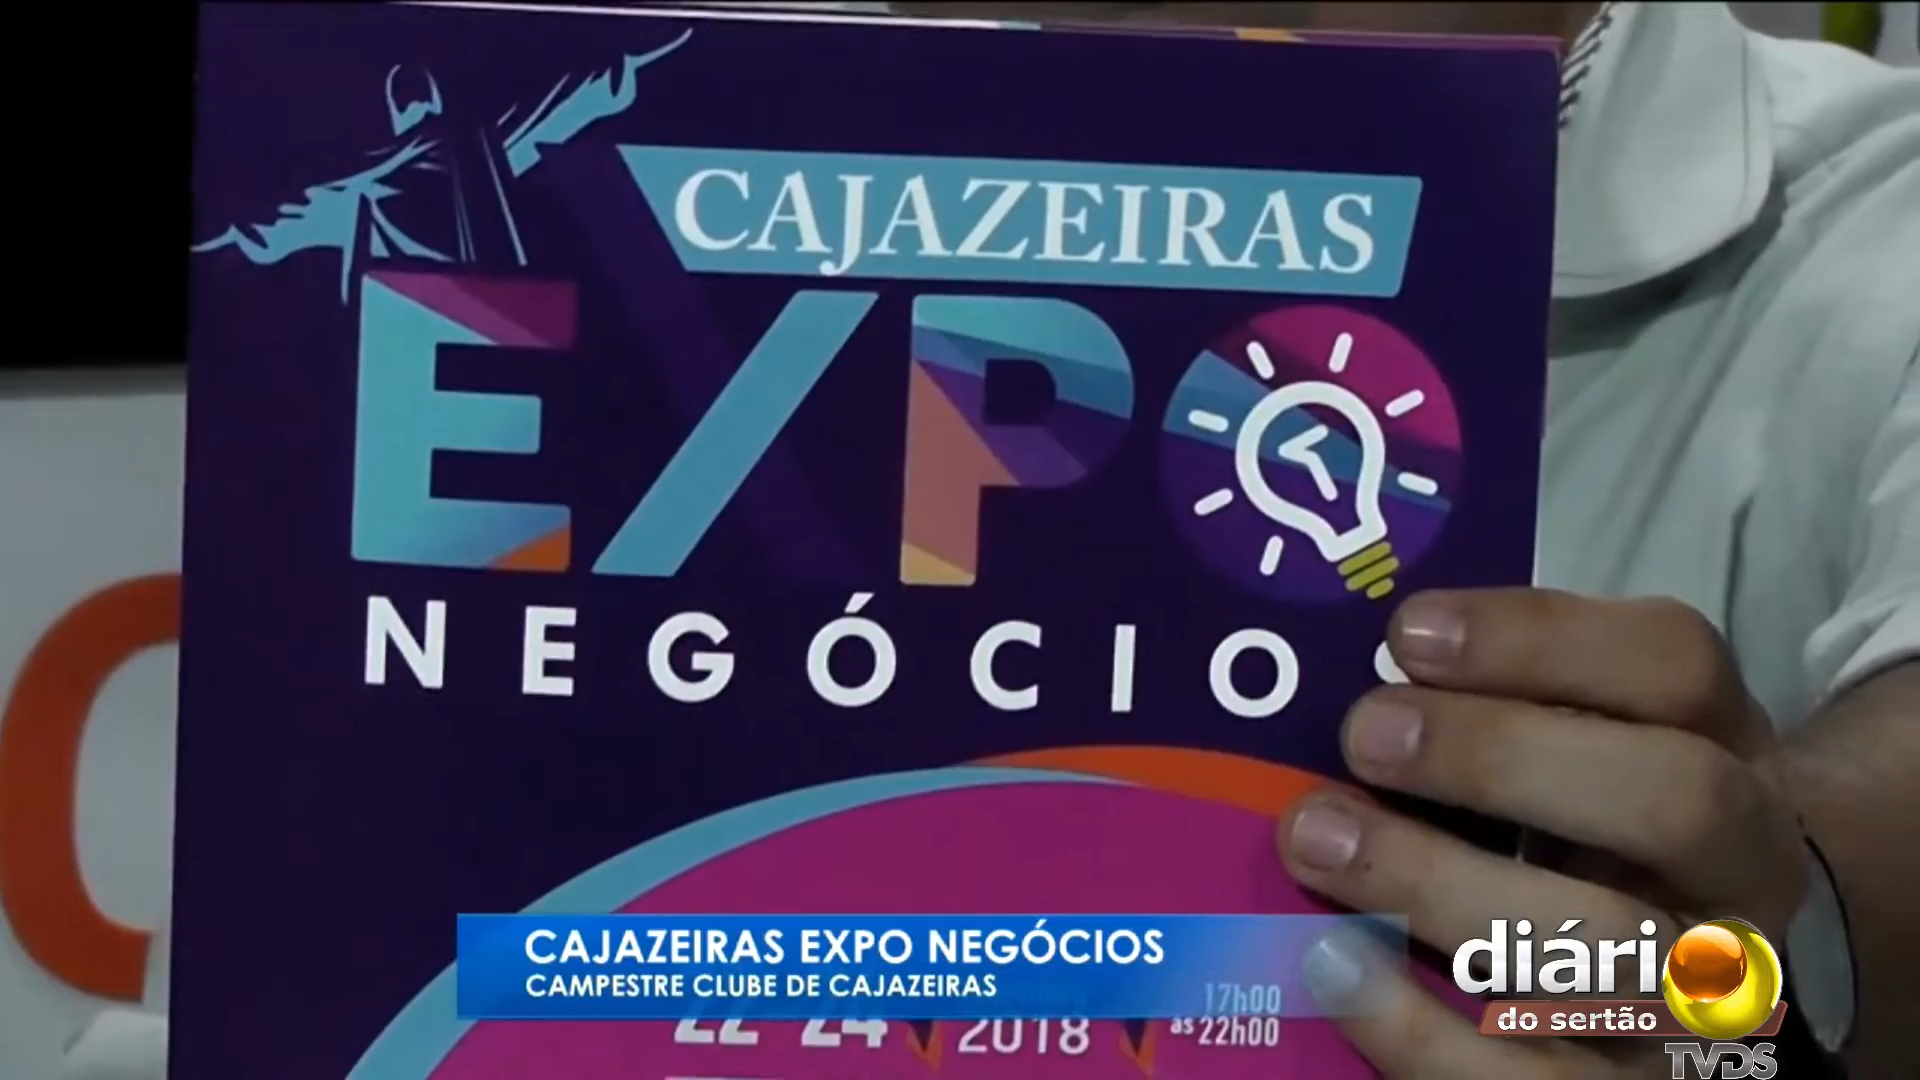 CAJAZEIRAS
EXPO
NEGÓCIOS
CAJAZEIRAS EXPO NEGÓCIOS
CAMPESTRE CLUBE DE CAJAZEIRAS
22 24
2018
17h00
às 22h00
diário
do sertão
TVDS